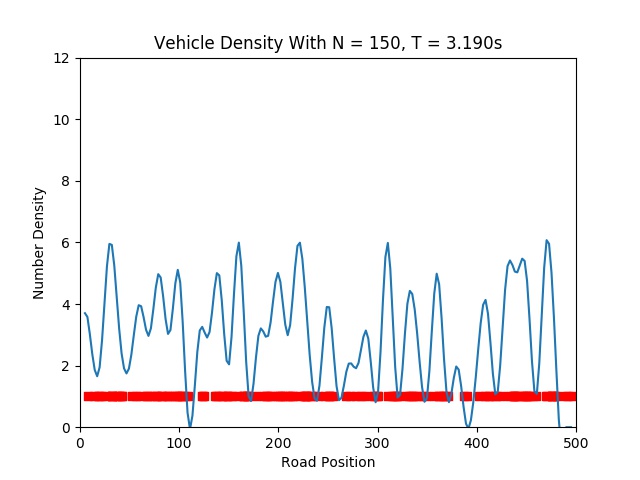 Vehicle Density With N = 150, T = 3.190s
12
10
8
6
4
2
0
Number Density
0 100 200 300 400 500
Road Position